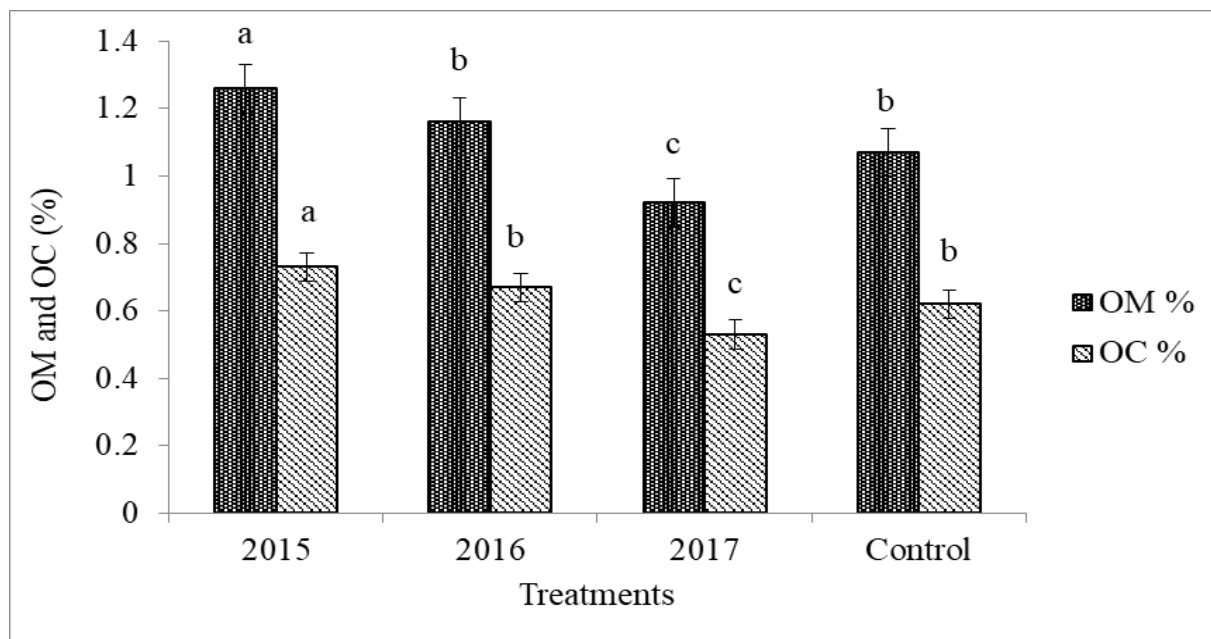 OM and OC (%)
1.4
1.2
1
0.8
0.6
0.4
0.2
0
a
a
b
b
c
c
b
b
2015
2016
2017
Control
Treatments
OM %
OC %